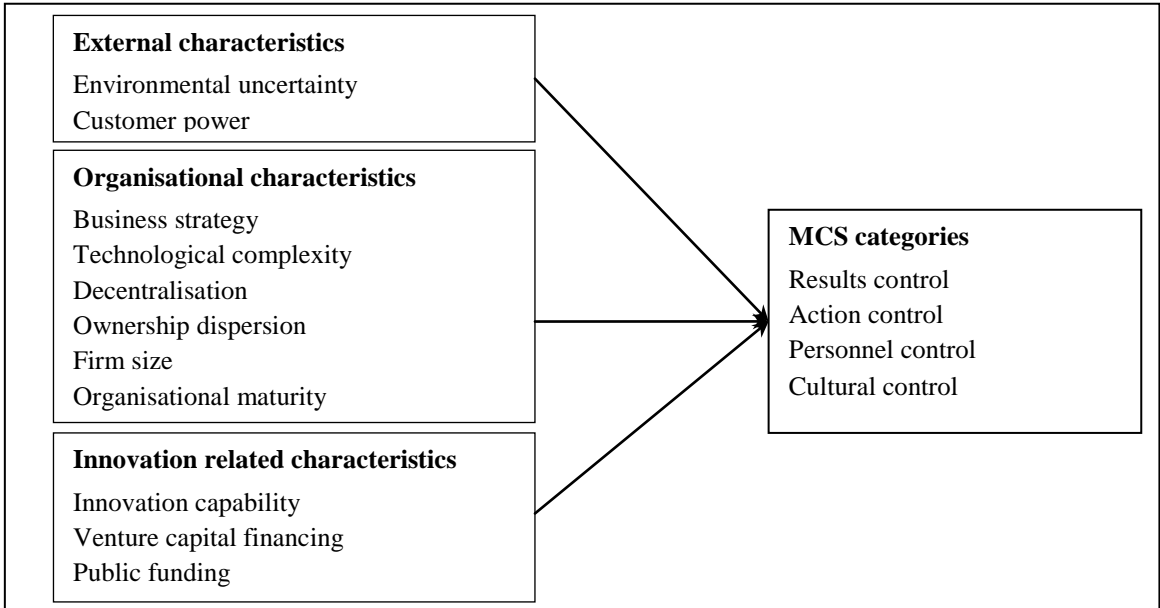 External characteristics
Environmental uncertainty
Customer power
Organisational characteristics
Business strategy
Technological complexity
Decentralisation
Ownership dispersion
Firm size
Organisational maturity
Innovation related characteristics
Innovation capability
Venture capital financing
Public funding
MCS categories
Results control
Action control
Personnel control
Cultural control